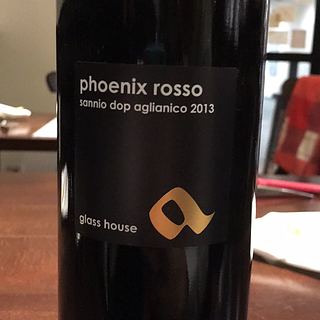 phoenix rosso
sannio dop aglianico 2013
glass house